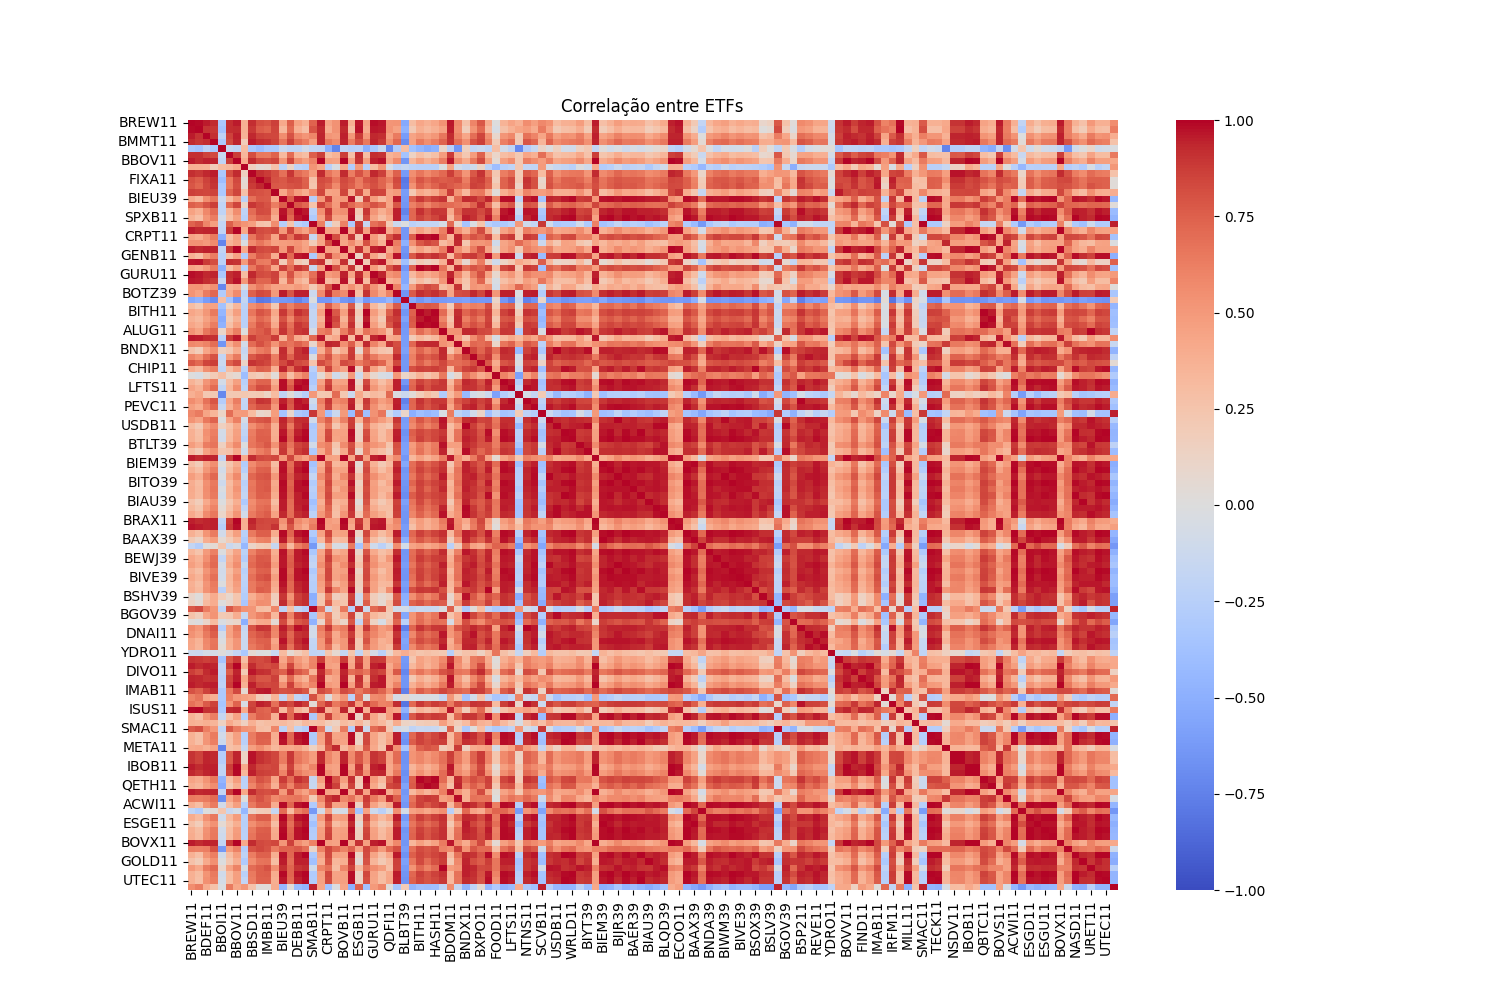 Correlação entre ETFs
BREW11
BMMT11
BBOV11
FIXA11
BIEU39
SPXB11
CRPT11
GENB11
GURU11
BOTZ39
BITH11
ALUG11
BNDX11
CHIP11
LFTS11
PEVC11
USDB11
BTLT39
BIEM39
BITO39
BIAU39
BRAX11
BAAX39
BEWJ39
BIVE39
BSHV39
BGOV39
DNAI11
YDRO11
DIVO11
IMAB11
ISUS11
SMAC11
META11
IBOB11
QETH11
ACWI11
ESGE11
BOVX11
GOLD11
UTEC11
BREW11
BDEF11
BBOI11
BBOV11
BBSD11
IMBB11
BIEU39
DEBB11
SMAB11
CRPT11
BOVB11
ESGB11
GURU11
QDFI11
BLBT39
BITH11
HASH11
BDOM11
BNDX11
BXPO11
FOOD11
LFTS11
NTNS11
SCVB11
USDB11
WRLD11
BIYT39
BIEM39
BIJR39
BAER39
BIAU39
BLQD39
ECOO11
BAAX39
BNDA39
BIWM39
BIVE39
BSOX39
BSLV39
BGOV39
B5P211
REVE11
YDRO11
BOVV11
FIND11
IMAB11
IRFM11
MILL11
SMAC11
TECK11
NSDV11
IBOB11
QBTC11
BOVS11
ACWI11
ESGD11
ESGU11
BOVX11
NASD11
URET11
UTEC11
1.00
0.75
0.50
0.25
0.00
−0.25
−0.50
−0.75
−1.00